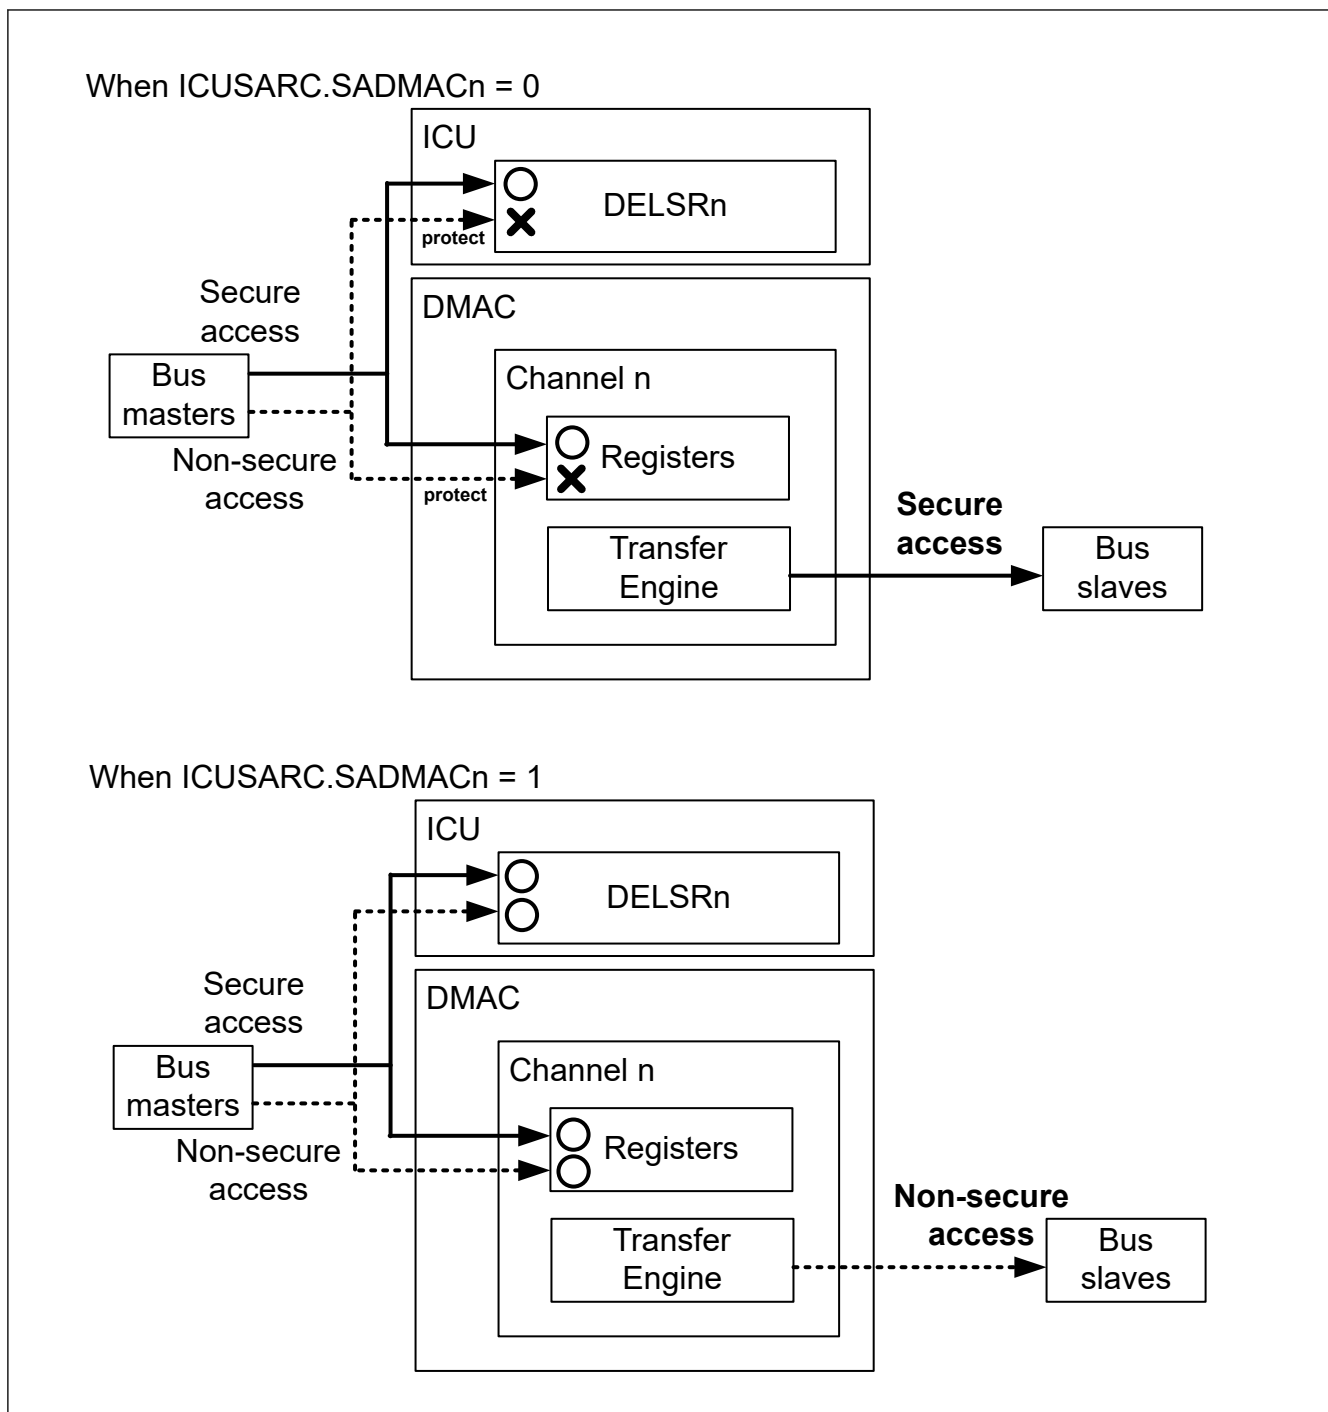 When ICUSARC.SADMACn = 0
ICU
DELSRn
protect
Secure
access
DMAC
Bus
masters
Channel n
Non-secure
access
Registers
protect
Transfer
Engine
Secure
access
Bus
slaves
When ICUSARC.SADMACn = 1
ICU
DELSRn
Secure
access
DMAC
Bus
masters
Channel n
Non-secure
access
Registers
Transfer
Engine
Non-secure
access
Bus
slaves